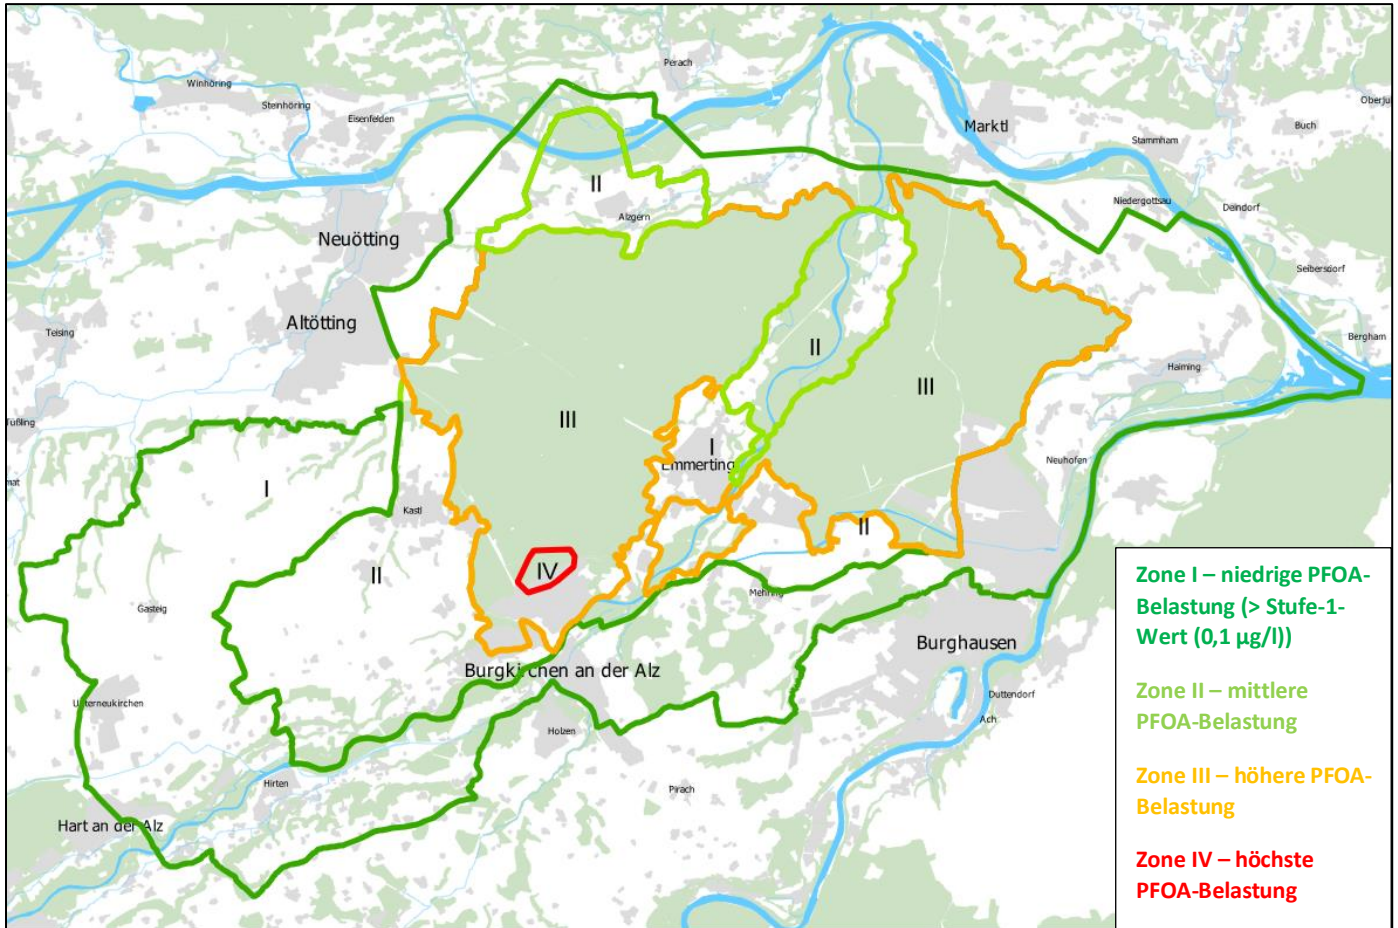 Perach
Winhöring
Steinhöring
Eisenfelden
Marktl
Oberju
Buch
Stammham
II
Alzgern
Niedergottsau
Deindorf
Neuötting
Seibersdorf
Altötting
Teising
Bergham
II
Haiming
III
Tüßling
III
I
Emmerting
Neuhofen
mat
I
Kastl
II
II
IV
Gasteig
Mehring
Burgkirchen an der Alz
Burghausen
Unterneukirchen
Duttendorf
Ach
Holzen
Hirten
Pirach
Hart an der Alz
Zone I – niedrige PFOA-
Belastung (> Stufe-1-
Wert (0,1 µg/l))
Zone II – mittlere
PFOA-Belastung
Zone III – höhere PFOA-
Belastung
Zone IV – höchste
PFOA-Belastung